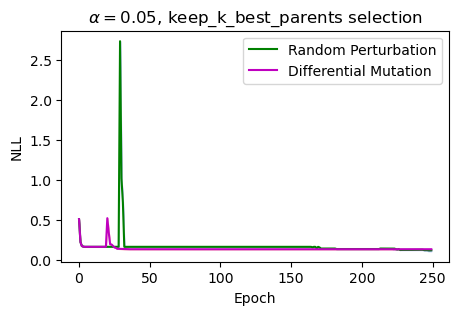 α = 0.05, keep_k_best_parents selection
Random Perturbation
Differential Mutation
NLL
2.5
2.0
1.5
1.0
0.5
0.0
0 50 100 150 200 250
Epoch